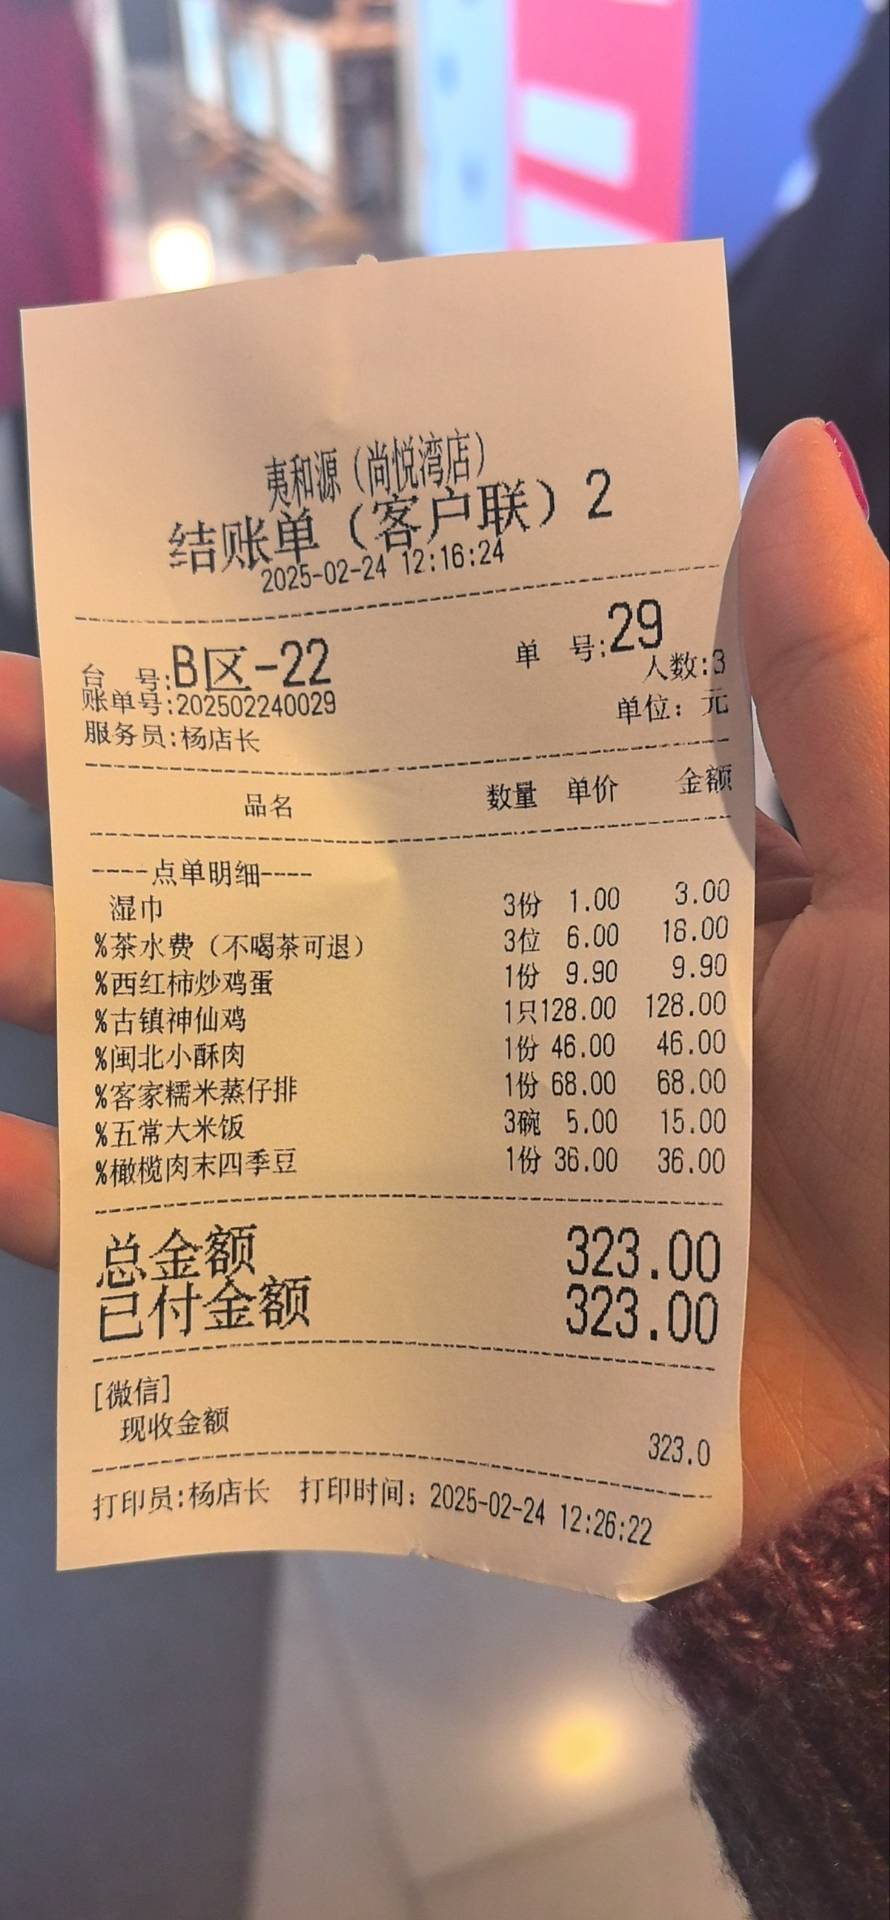 夷和源（尚悦湾店）
结账单（客户联）2
2025-02-24 12:16:24
台 号:B区-22 单 号:29
人数:3
账单号:202502240029
单位：元
服务员:杨店长
品名 数量 单价 金额
----点单明细----
湿巾 3份 1.00 3.00
%茶水费（不喝茶可退） 3位 6.00 18.00
%西红柿炒鸡蛋 1份 9.90 9.90
%古镇神仙鸡 1只128.00 128.00
%闽北小酥肉 1份 46.00 46.00
%客家糯米蒸仔排 1份 68.00 68.00
%五常大米饭 3碗 5.00 15.00
%橄榄肉末四季豆 1份 36.00 36.00
总金额 323.00
已付金额 323.00
[微信]
现收金额 323.0
打印员:杨店长 打印时间：2025-02-24 12:26:22